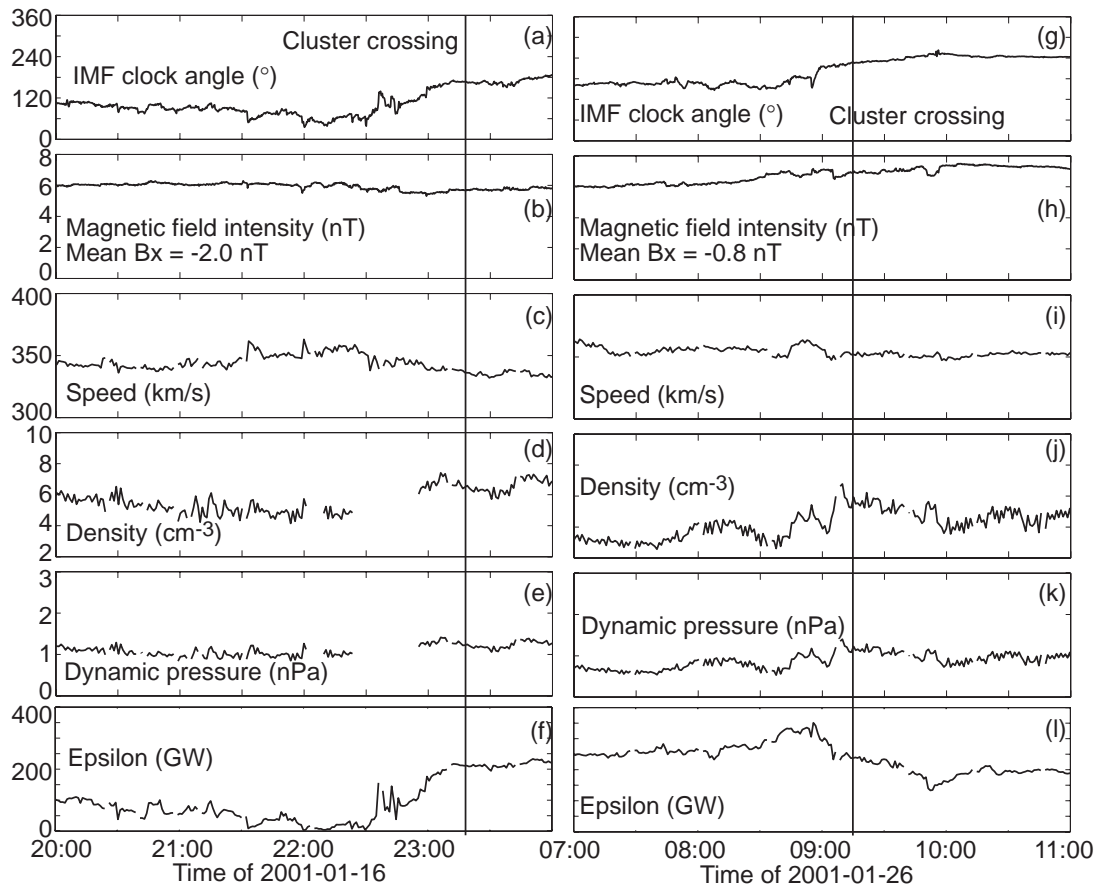 360
240
120
0
Cluster crossing
(a)
IMF clock angle (°)
(g)
IMF clock angle (°)
Cluster crossing
8
6
4
2
0
(b)
Magnetic field intensity (nT)
Mean Bx = -2.0 nT
(h)
Magnetic field intensity (nT)
Mean Bx = -0.8 nT
400
350
300
(c)
Speed (km/s)
(i)
Speed (km/s)
10
8
6
4
2
(d)
Density (cm-3)
(j)
Density (cm-3)
3
2
1
0
(e)
Dynamic pressure (nPa)
(k)
Dynamic pressure (nPa)
400
200
0
(f)
Epsilon (GW)
(l)
Epsilon (GW)
20:00 21:00 22:00 23:00 07:00 08:00 09:00 10:00 11:00
Time of 2001-01-16 Time of 2001-01-26